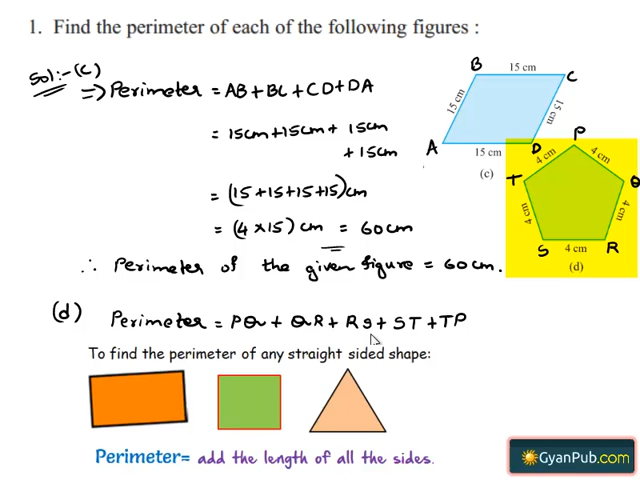 1. Find the perimeter of each of the following figures :
Sol:-(c)
=> Perimeter = AB+BC+CD+DA
= 15cm+15cm+ 15cm
+15cm
= (15+15+15+15)cm
= (4×15) cm = 60cm
∴ Perimeter of the given figure = 60cm.
B
15 cm
C
15 cm
15 cm
A
15 cm
D
(c)
P
4 cm
4 cm
T
Q
4 cm
4 cm
S
4 cm
R
(d)
(d) Perimeter = PQ + QR + RS + ST + TP
To find the perimeter of any straight sided shape:
Perimeter= add the length of all the sides.
GyanPub.com